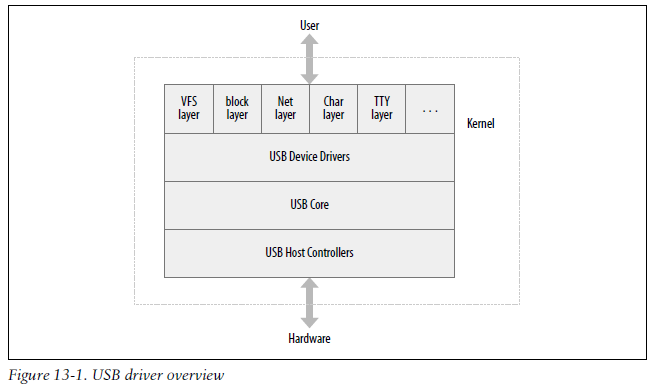 User
VFS layer
block layer
Net layer
Char layer
TTY layer
...
Kernel
USB Device Drivers
USB Core
USB Host Controllers
Hardware
Figure 13-1. USB driver overview